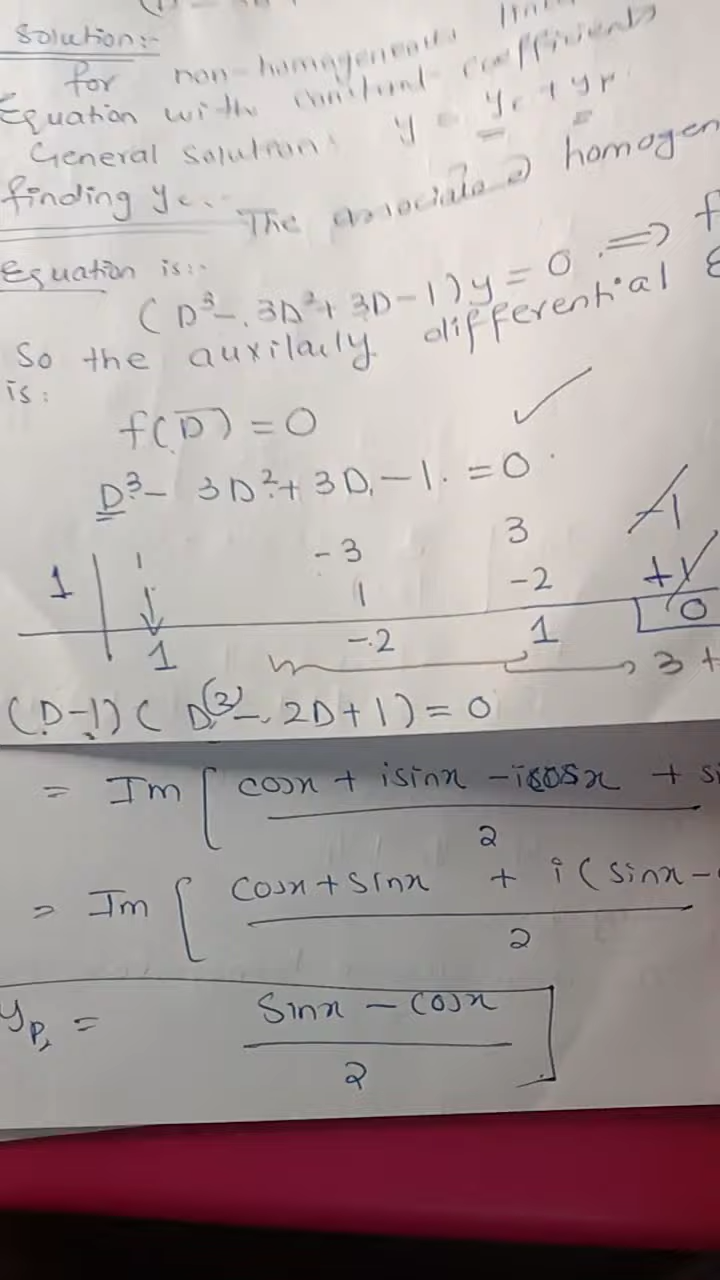 Solution:-
for non-homogeneous
Equation with constant coefficients
General solution: y = yc + yp
finding yc.. The associated homogen
Equation is:-
(D³-3D²+3D-1)y = 0 ⇒ f
So the auxilaily differential E
is:
f(D) = 0
D³- 3D²+ 3D -1 = 0
1 | 1 -3 3 -1
1 -2 +1
1 -2 1 0
3 +
(D-1)( D²- 2D+1) = 0
= Im [ cosx + isinx - icosx + si
2
= Im [ cosx + sinx + i(sinx-
2
yp = sinx - cosx ]
2